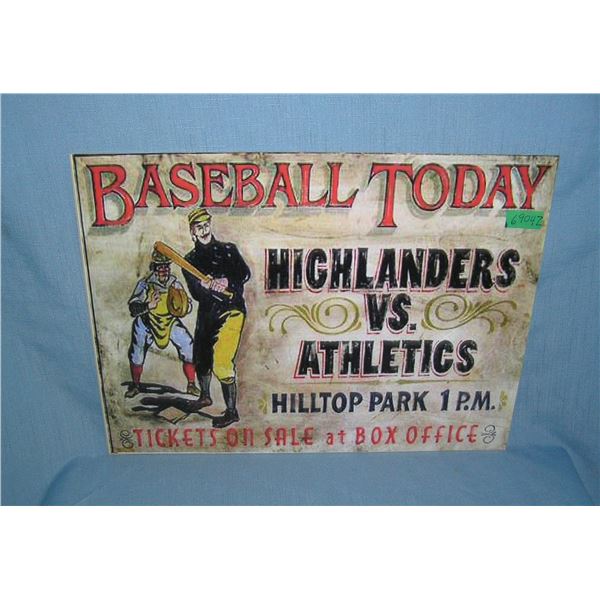 BASEBALL TODAY
69042
HIGHLANDERS
VS.
ATHLETICS
HILLTOP PARK 1 P.M.
TICKETS ON SALE at BOX OFFICE